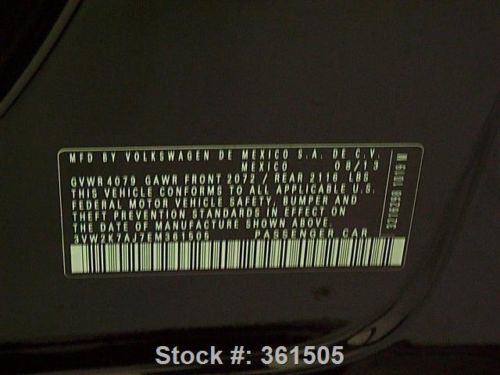 MFD BY VOLKSWAGEN DE MEXICO S.A. DE C.V.
MEXICO 08/13
GVWR 4079 GAWR FRONT 2072 / REAR 2116 LBS
THIS VEHICLE CONFORMS TO ALL APPLICABLE U.S.
FEDERAL MOTOR VEHICLE SAFETY, BUMPER AND
THEFT PREVENTION STANDARDS IN EFFECT ON
THE DATE OF MANUFACTURE SHOWN ABOVE.
3VW2K7AJ7EM361505 PASSENGER CAR
Stock #: 361505